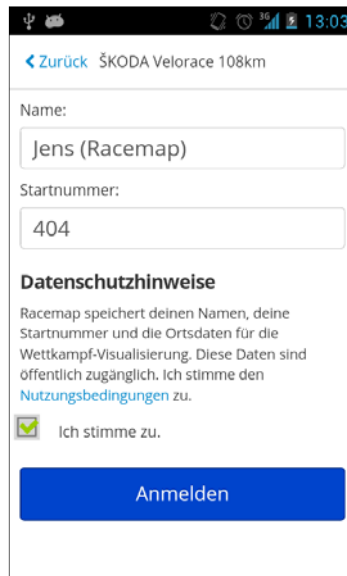 3G 13:03
Zurück ŠKODA Velorace 108km
Name:
Jens (Racemap)
Startnummer:
404
Datenschutzhinweise
Racemap speichert deinen Namen, deine
Startnummer und die Ortsdaten für die
Wettkampf-Visualisierung. Diese Daten sind
öffentlich zugänglich. Ich stimme den
Nutzungsbedingungen zu.
Ich stimme zu.
Anmelden